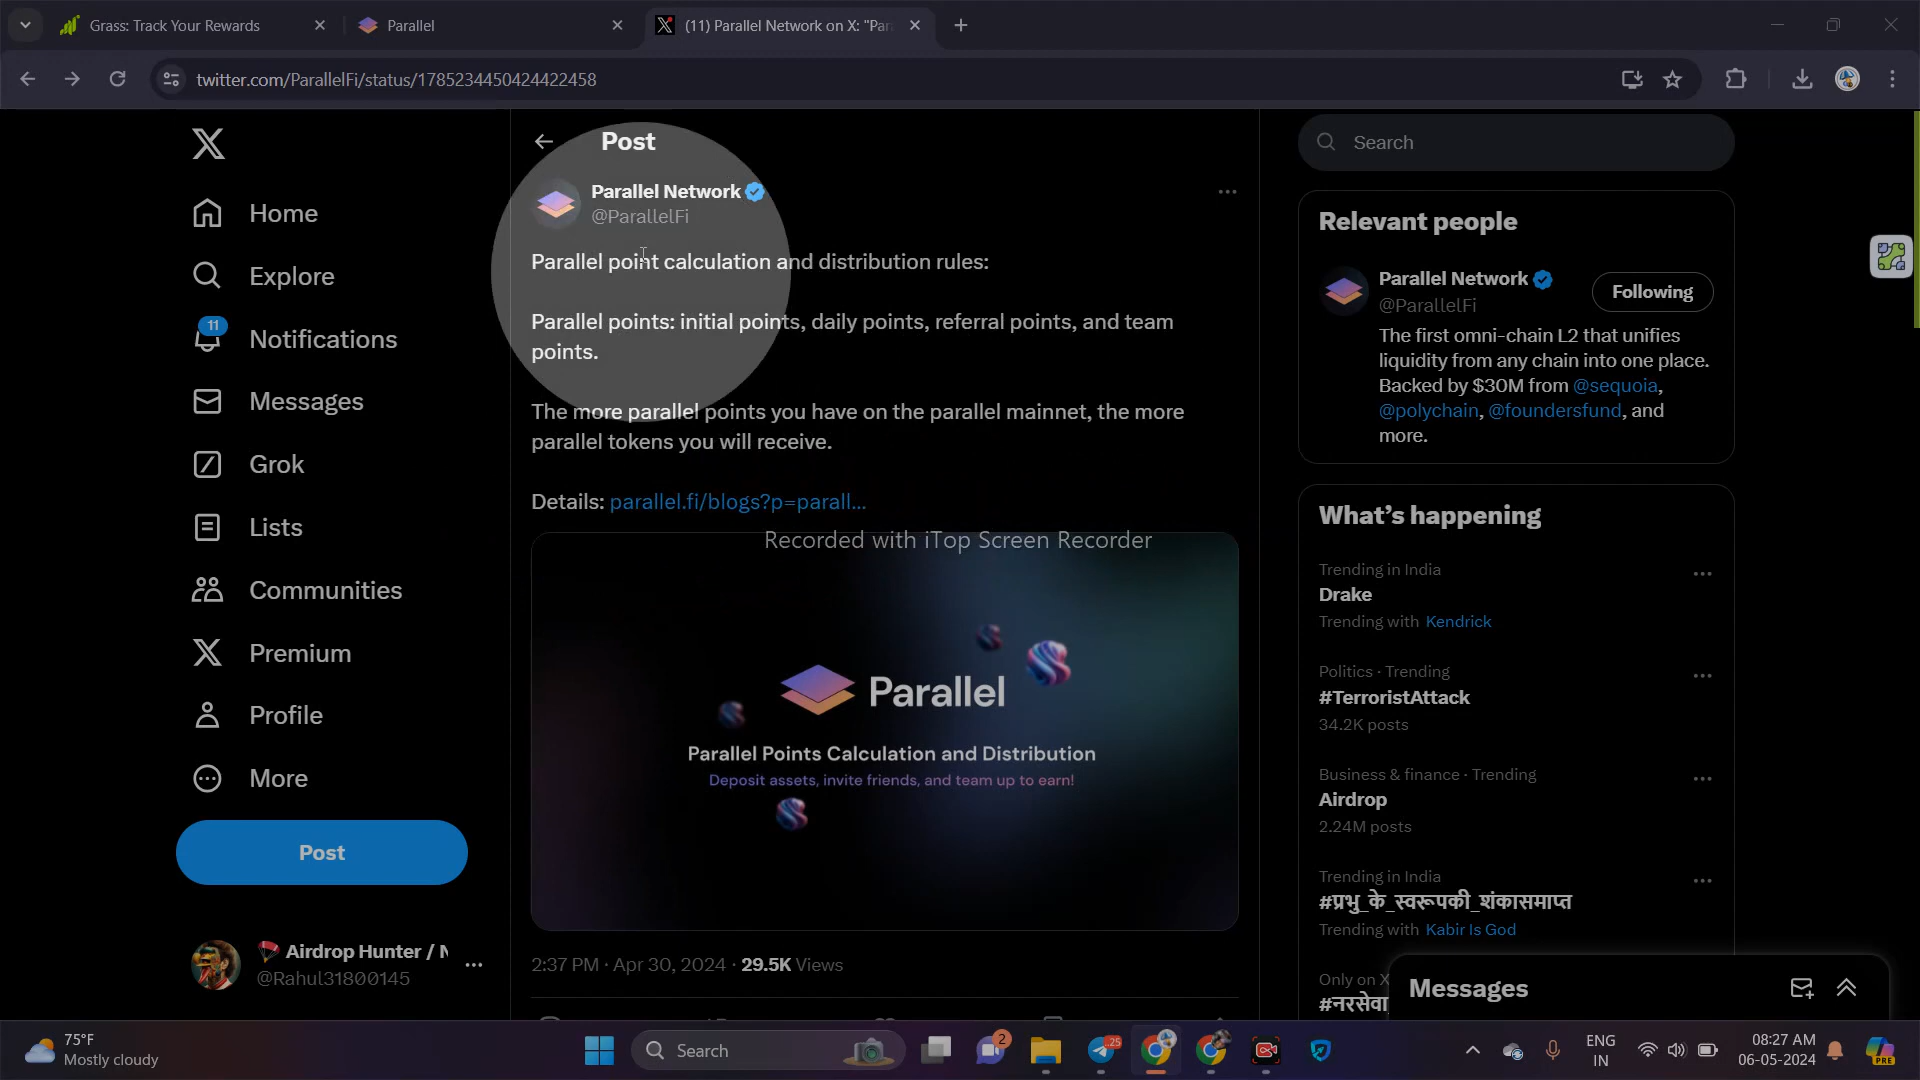 Grass: Track Your Rewards
Parallel
(11) Parallel Network on X: "Par
twitter.com/ParallelFi/status/1785234450424422458
Home
Explore
11
Notifications
Messages
Grok
Lists
Communities
Premium
Profile
More
Post
Airdrop Hunter / N
@Rahul31800145
Post
Parallel Network
@ParallelFi
Parallel point calculation and distribution rules:
Parallel points: initial points, daily points, referral points, and team
points.
The more parallel points you have on the parallel mainnet, the more
parallel tokens you will receive.
Details: parallel.fi/blogs?p=parall...
Recorded with iTop Screen Recorder
Parallel
Parallel Points Calculation and Distribution
Deposit assets, invite friends, and team up to earn!
2:37 PM · Apr 30, 2024 · 29.5K Views
Search
Relevant people
Parallel Network
@ParallelFi
Following
The first omni-chain L2 that unifies
liquidity from any chain into one place.
Backed by $30M from @sequoia,
@polychain, @foundersfund, and
more.
What's happening
Trending in India
Drake
Trending with Kendrick
Politics · Trending
#TerroristAttack
34.2K posts
Business & finance · Trending
Airdrop
2.24M posts
Trending in India
#प्रभु_के_स्वरूपकी_शंकासमाप्त
Trending with Kabir Is God
Only on X
#नरसेवा
Messages
75°F
Mostly cloudy
Search
2
25
ENG
IN
08:27 AM
06-05-2024
PRE